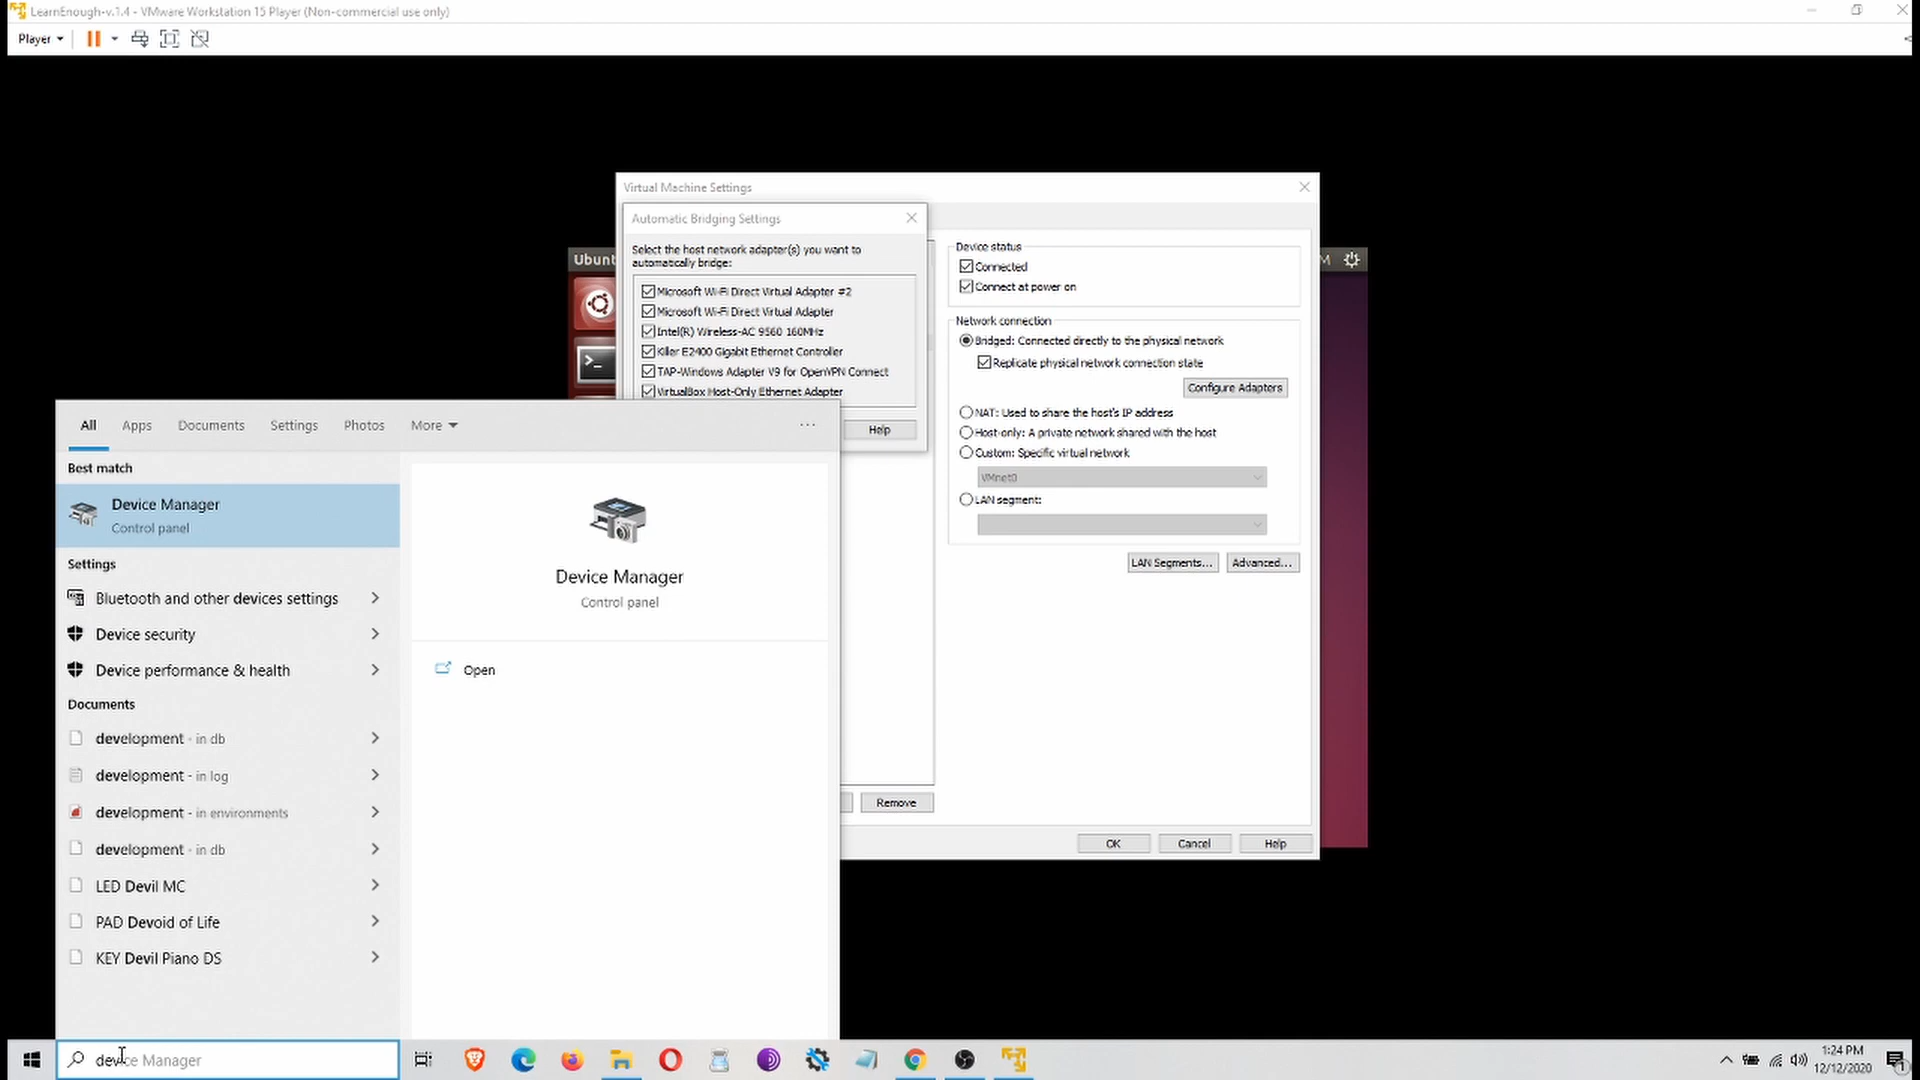 LearnEnough-v.1.4 - VMware Workstation 15 Player (Non-commercial use only)
Player
Virtual Machine Settings
Automatic Bridging Settings
Select the host network adapter(s) you want to
automatically bridge:
Microsoft Wi-Fi Direct Virtual Adapter #2
Microsoft Wi-Fi Direct Virtual Adapter
Intel(R) Wireless-AC 9560 160MHz
Killer E2400 Gigabit Ethernet Controller
TAP-Windows Adapter V9 for OpenVPN Connect
VirtualBox Host-Only Ethernet Adapter
Help
Ubunt
M
Device status
Connected
Connect at power on
Network connection
Bridged: Connected directly to the physical network
Replicate physical network connection state
Configure Adapters
NAT: Used to share the host's IP address
Host-only: A private network shared with the host
Custom: Specific virtual network
VMnet0
LAN segment:
LAN Segments...
Advanced...
Remove
OK
Cancel
Help
All
Apps
Documents
Settings
Photos
More
Best match
Device Manager
Control panel
Settings
Bluetooth and other devices settings
Device security
Device performance & health
Documents
development - in db
development - in log
development - in environments
development - in db
LED Devil MC
PAD Devoid of Life
KEY Devil Piano DS
Device Manager
Control panel
Open
device Manager
1:24 PM
12/12/2020
1